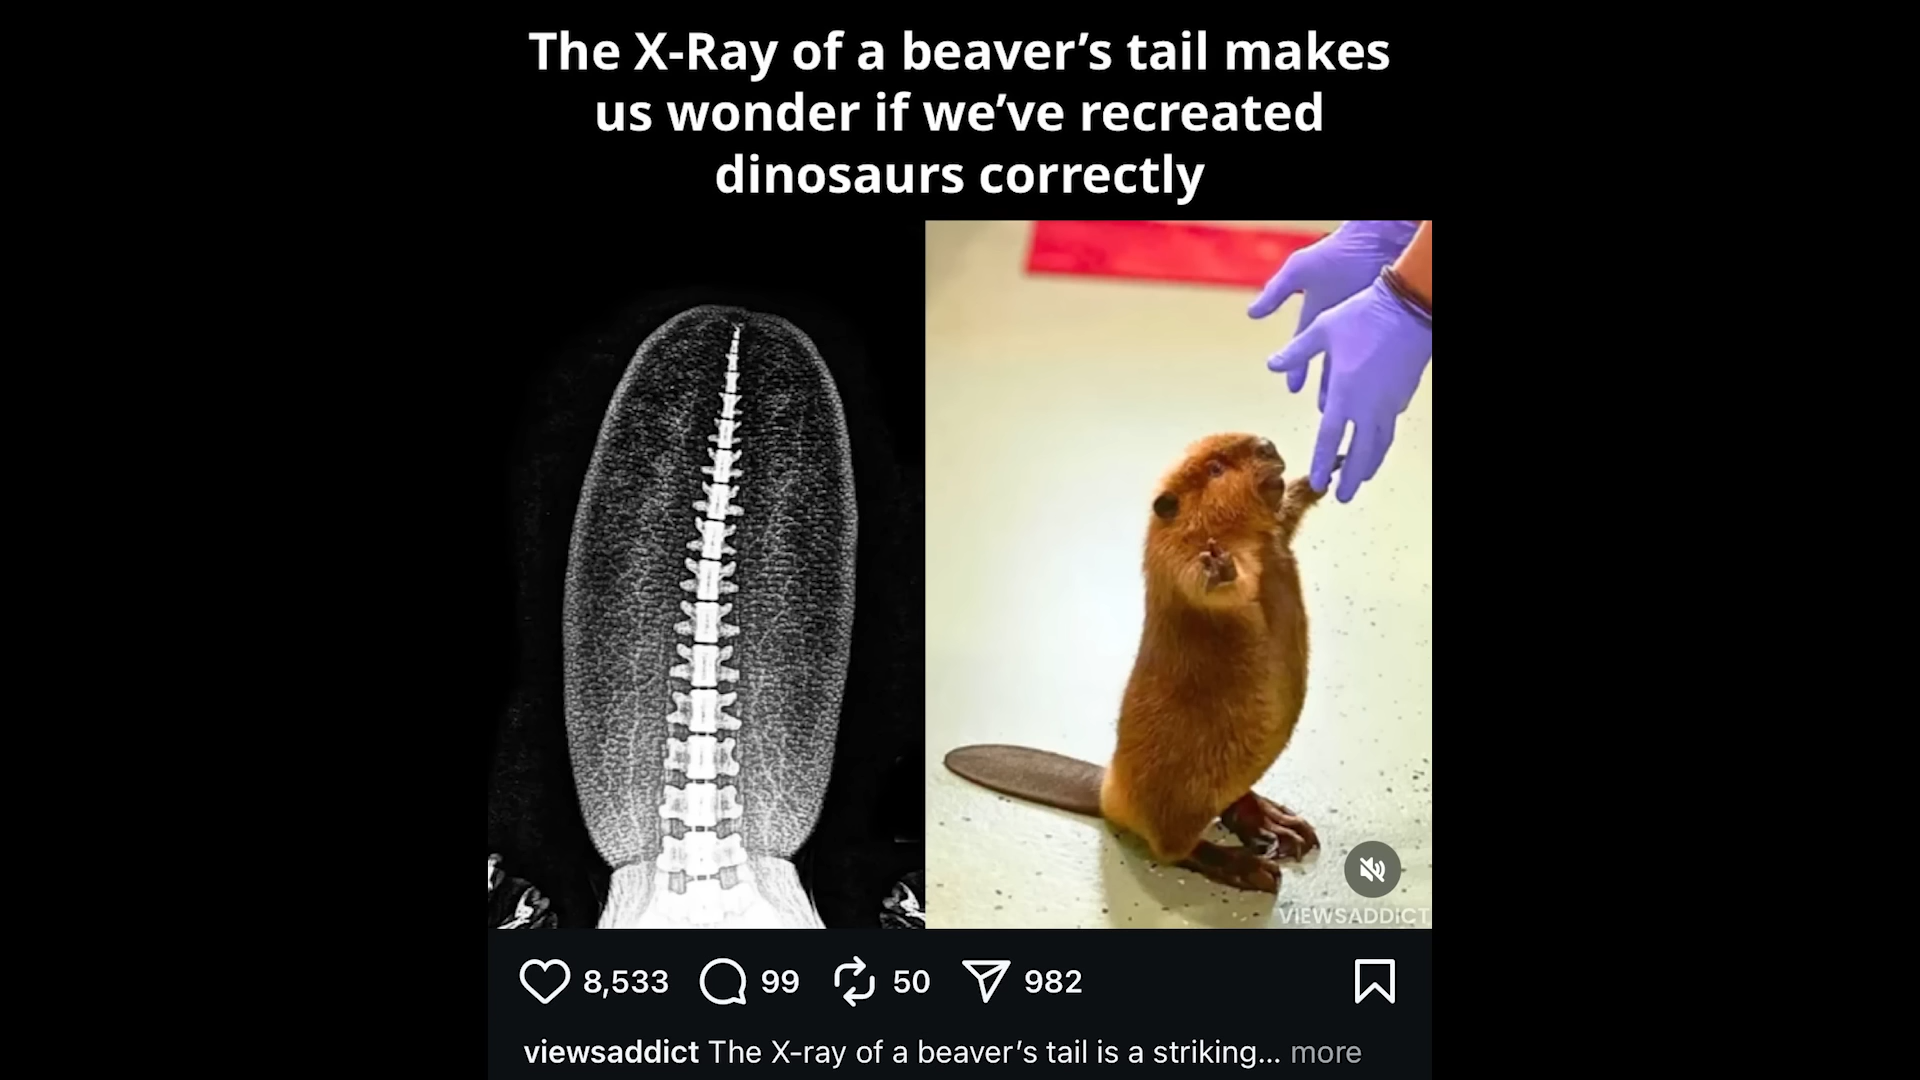 The X-Ray of a beaver’s tail makes
us wonder if we’ve recreated
dinosaurs correctly
VIEWSADDICT
8,533 99 50 982
viewsaddict The X-ray of a beaver’s tail is a striking... more